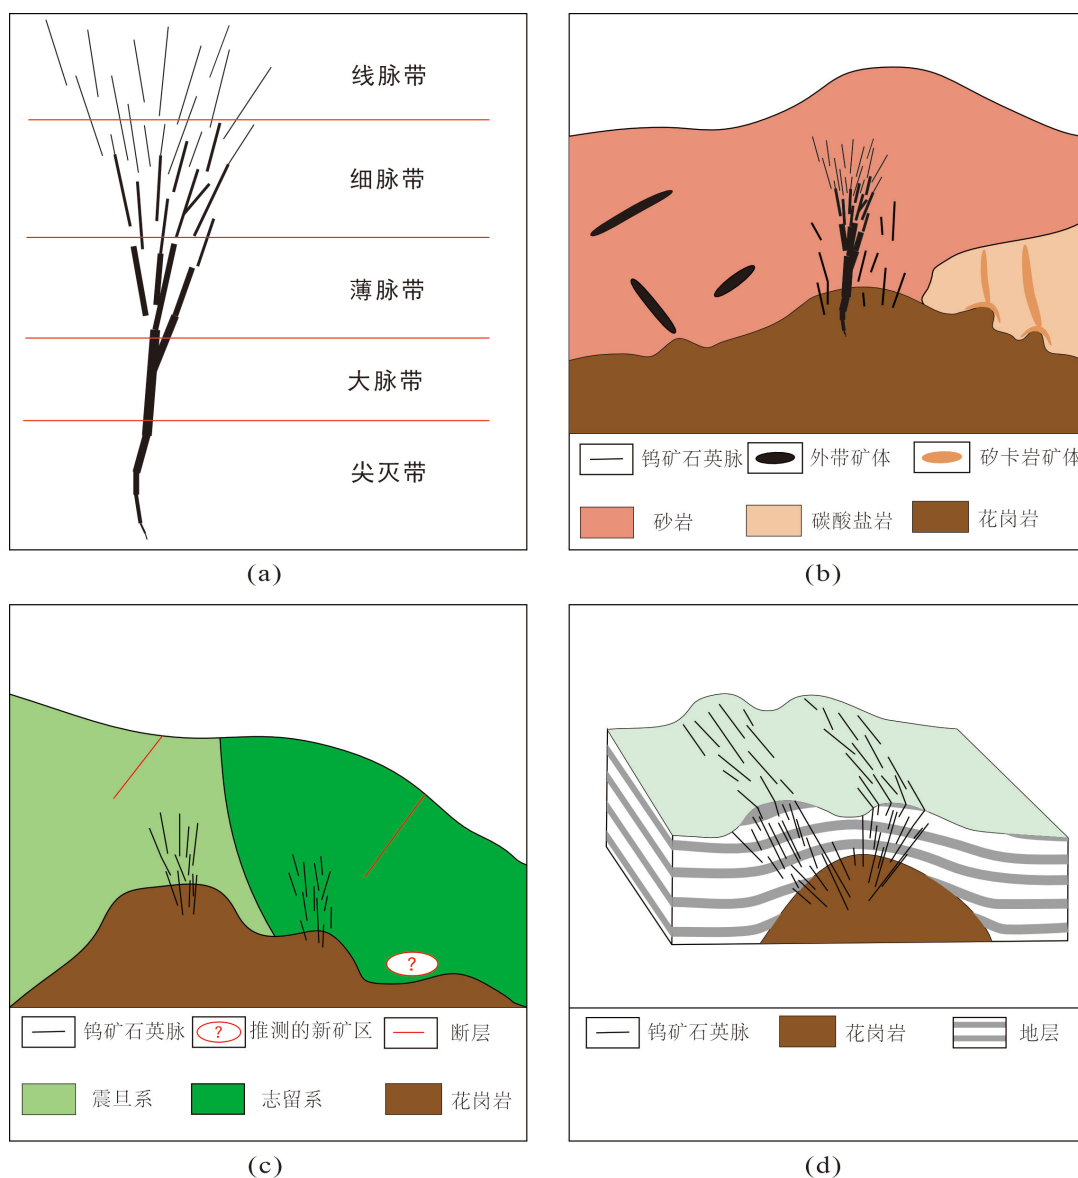 线脉带
细脉带
薄脉带
大脉带
尖灭带
(a)
钨矿石英脉 外带矿体 矽卡岩矿体
砂岩 碳酸盐岩 花岗岩
(b)
?
钨矿石英脉 ? 推测的新矿区 断层
震旦系 志留系 花岗岩
(c)
钨矿石英脉 花岗岩 地层
(d)